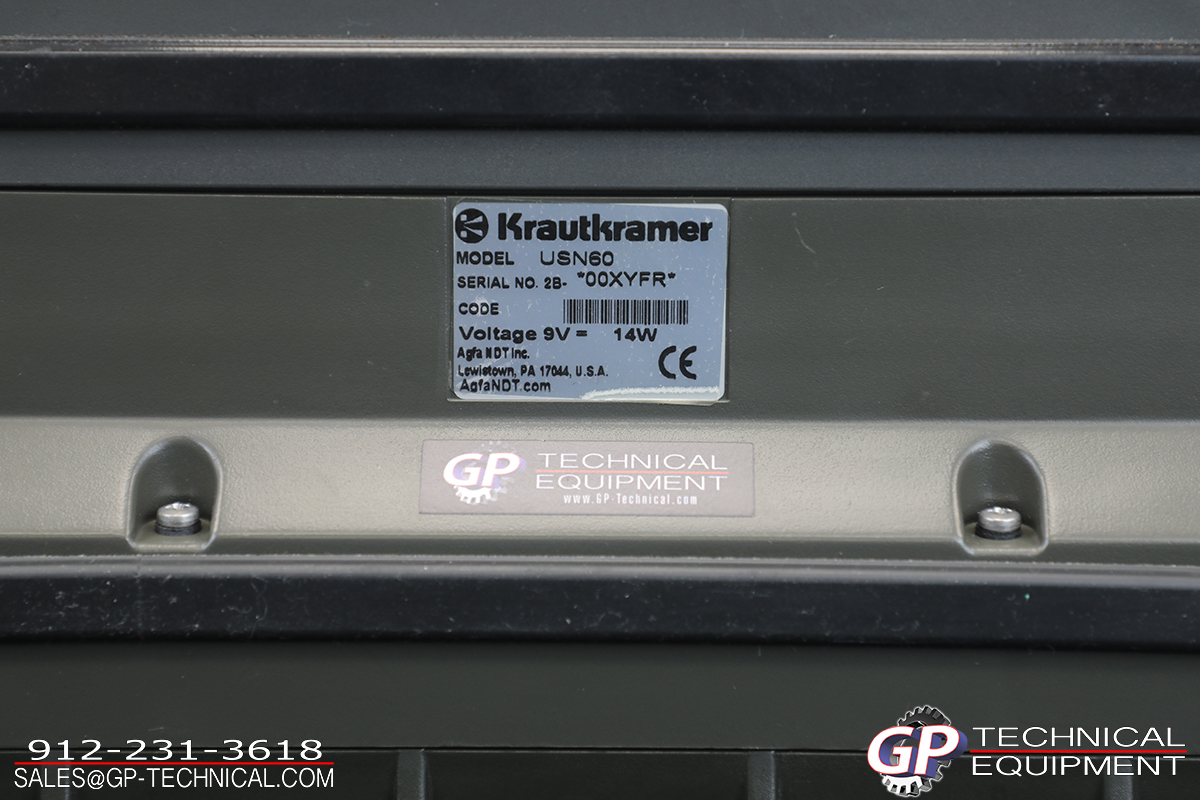 Krautkramer
MODEL USN60
SERIAL NO. 2B- *00XYFR*
CODE
Voltage 9V = 14W
Agfa NDT Inc.
Lewistown, PA 17044, U.S.A.
AgfaNDT.com
CE
GP TECHNICAL
EQUIPMENT
www.GP-Technical.com
912-231-3618
SALES@GP-TECHNICAL.COM
GP TECHNICAL
EQUIPMENT